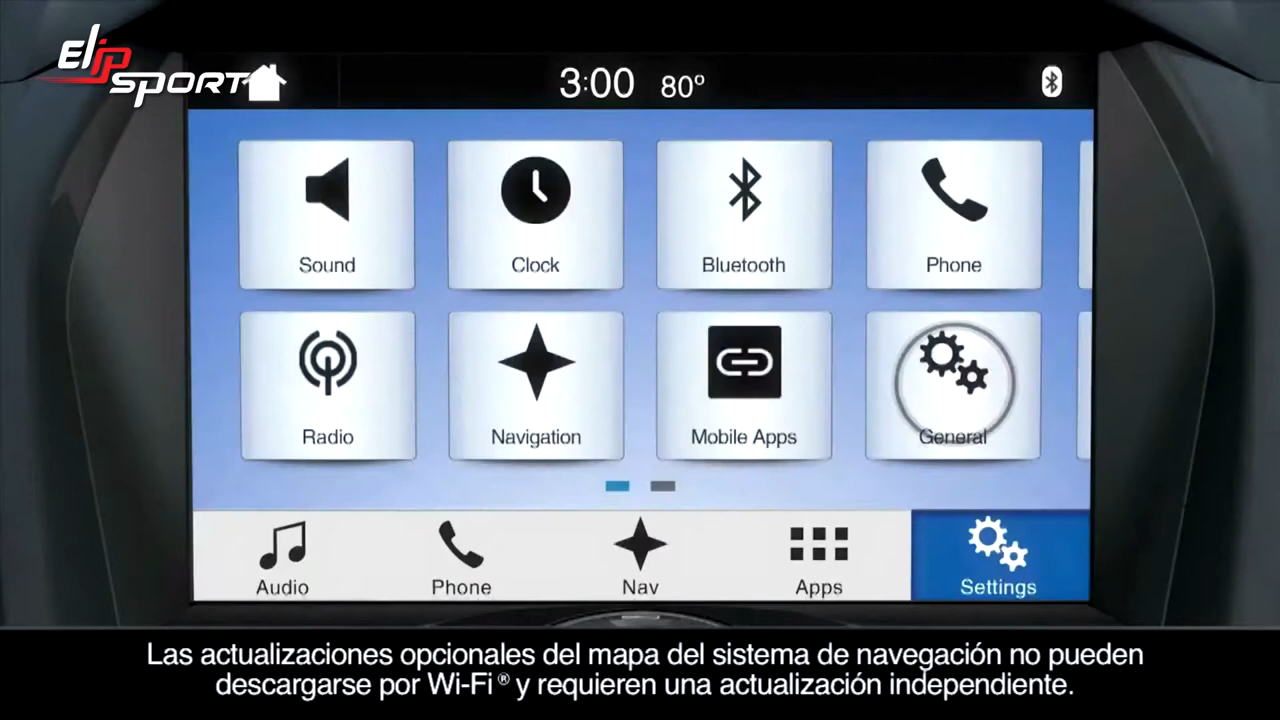 Elip
SPORT
3:00 80º
Sound Clock Bluetooth Phone
Radio Navigation Mobile Apps General
Audio Phone Nav Apps Settings
Las actualizaciones opcionales del mapa del sistema de navegación no pueden
descargarse por Wi-Fi® y requieren una actualización independiente.